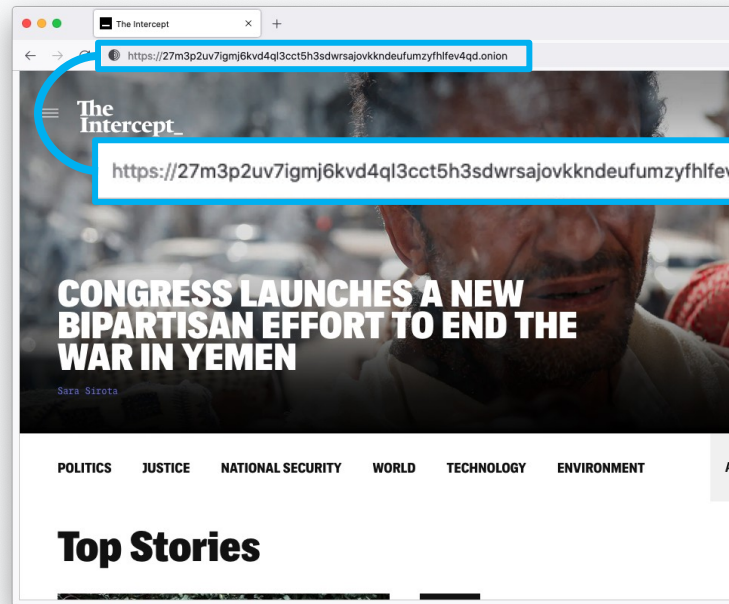 The Intercept
https://27m3p2uv7igmj6kvd4ql3cct5h3sdwrsajovkkndeufumzyfhlfev4qd.onion
The
Intercept_
https://27m3p2uv7igmj6kvd4ql3cct5h3sdwrsajovkkndeufumzyfhlfev
CONGRESS LAUNCHES A NEW
BIPARTISAN EFFORT TO END THE
WAR IN YEMEN
Sara Sirota
POLITICS JUSTICE NATIONAL SECURITY WORLD TECHNOLOGY ENVIRONMENT
Top Stories